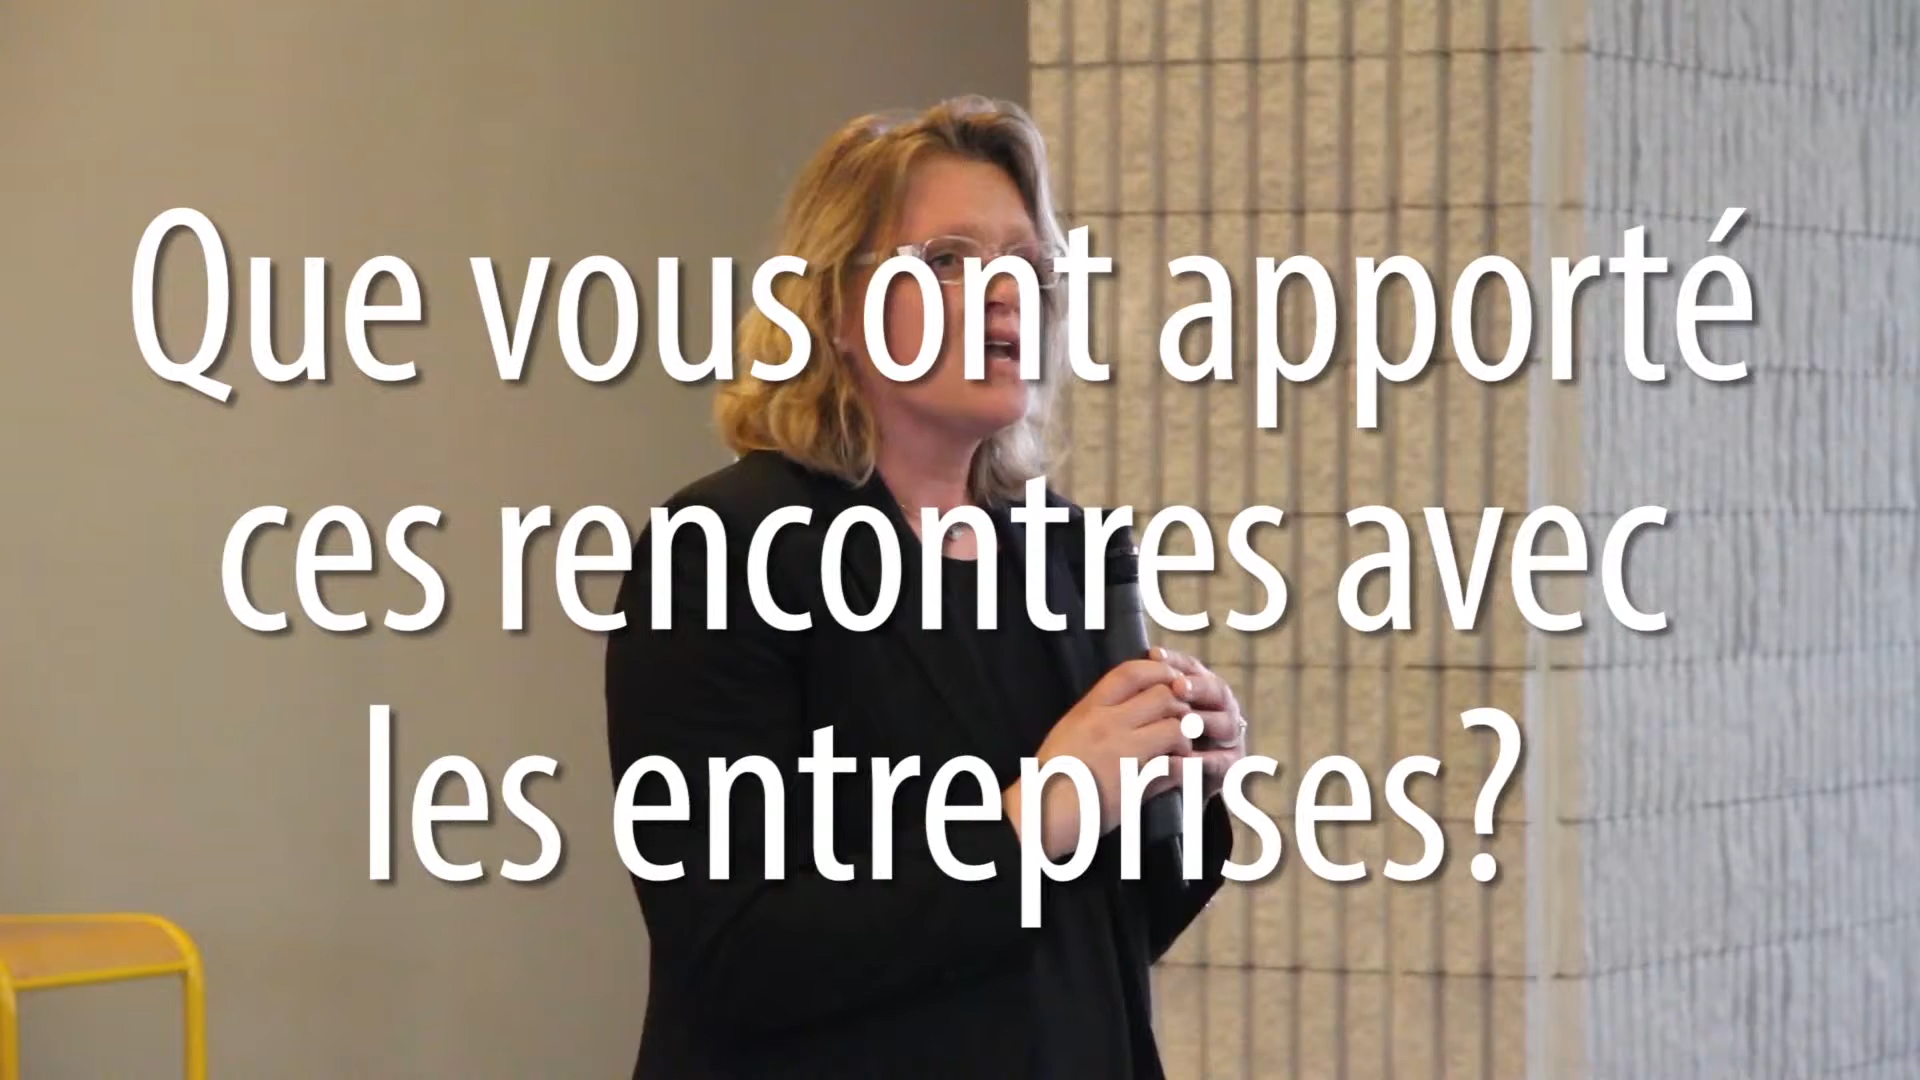 Que vous ont apporté
ces rencontres avec
les entreprises?